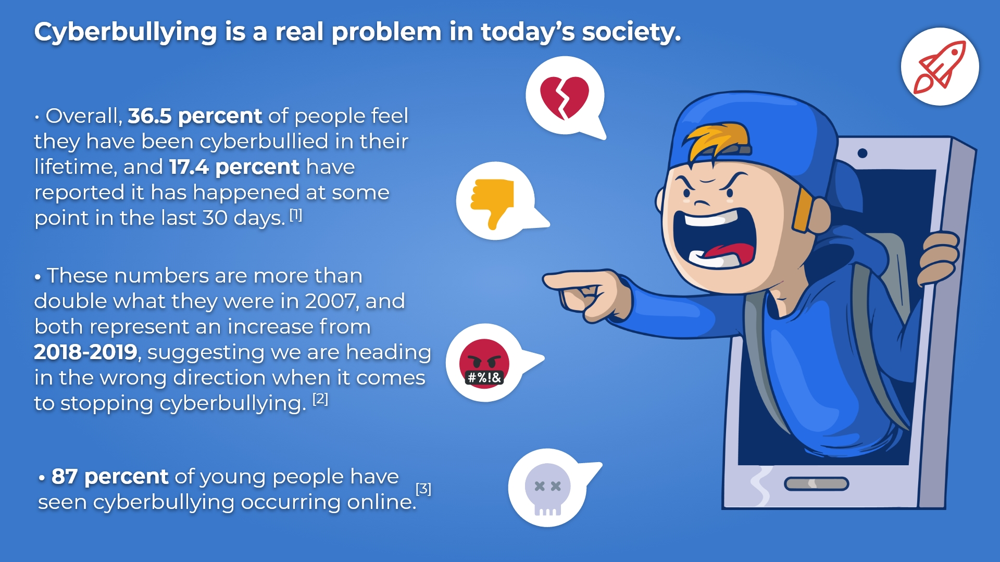 Cyberbullying is a real problem in today’s society.
• Overall, 36.5 percent of people feel
they have been cyberbullied in their
lifetime, and 17.4 percent have
reported it has happened at some
point in the last 30 days. [1]
• These numbers are more than
double what they were in 2007, and
both represent an increase from
2018-2019, suggesting we are heading
in the wrong direction when it comes
to stopping cyberbullying. [2]
#%!&
• 87 percent of young people have
seen cyberbullying occurring online. [3]